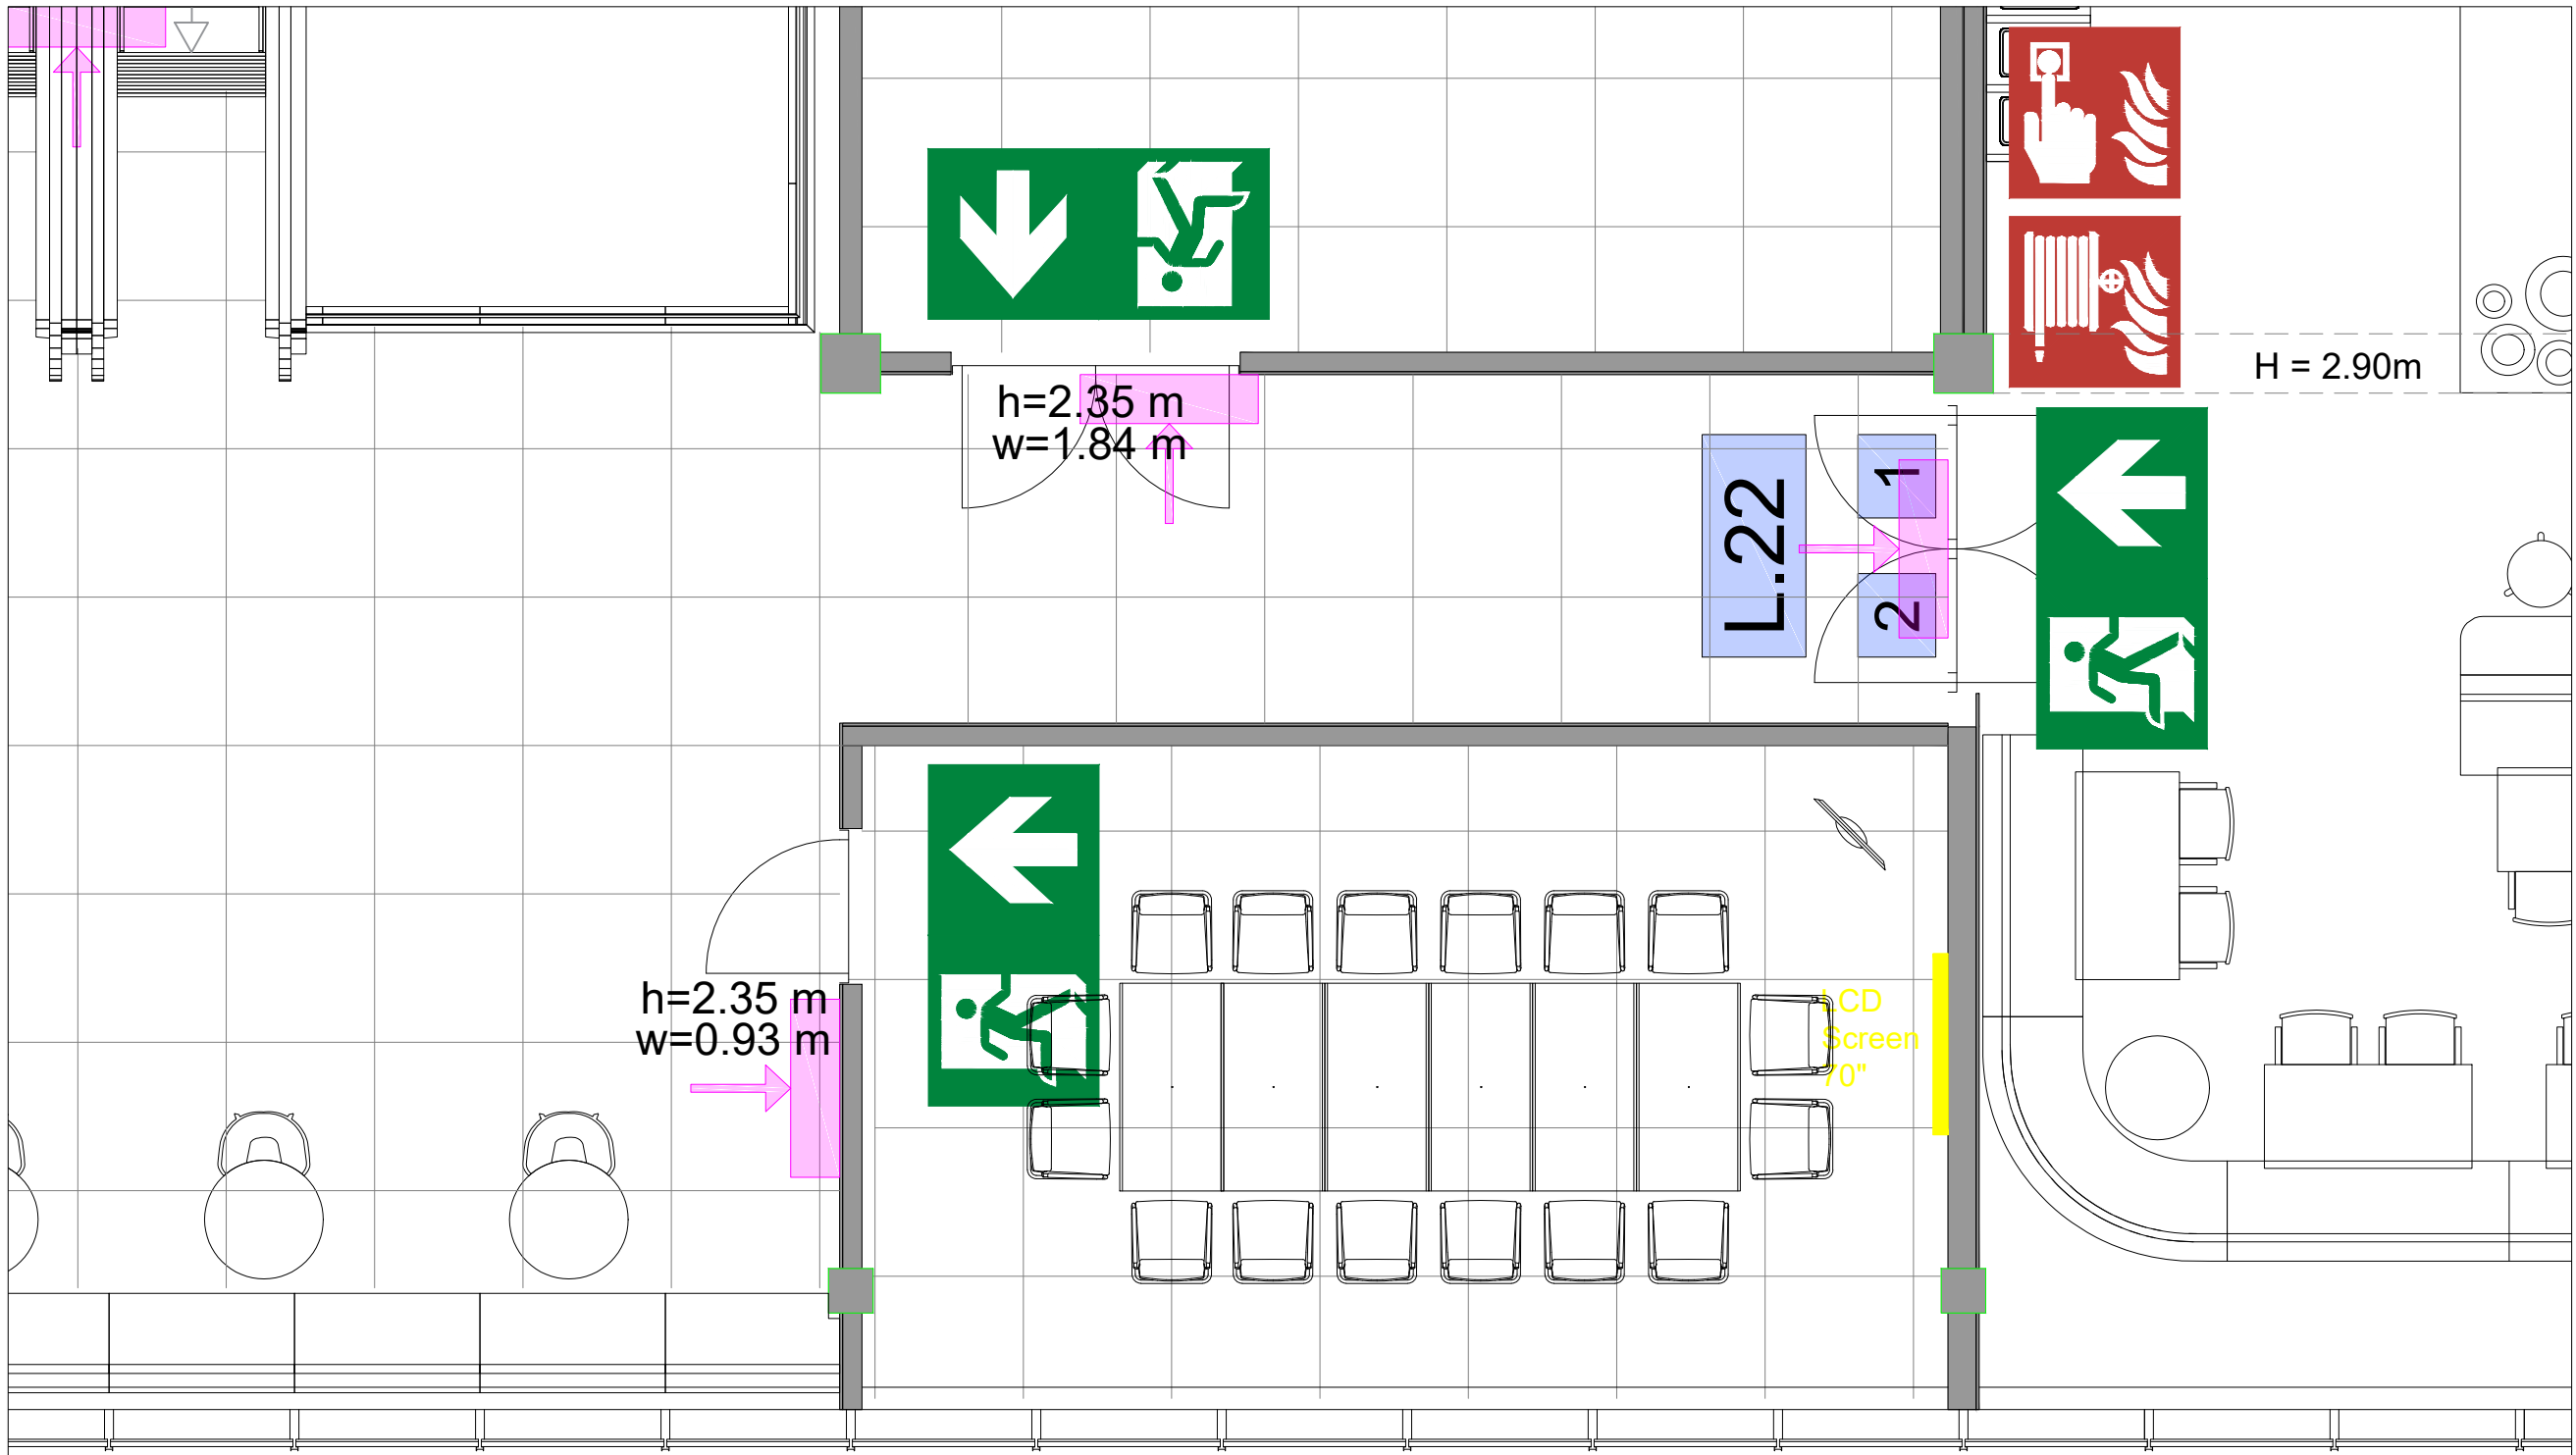 h=2.35 m
w=1.84 m
H = 2.90m
L.22
1
2
h=2.35 m
w=0.93 m
LCD
Screen
70"